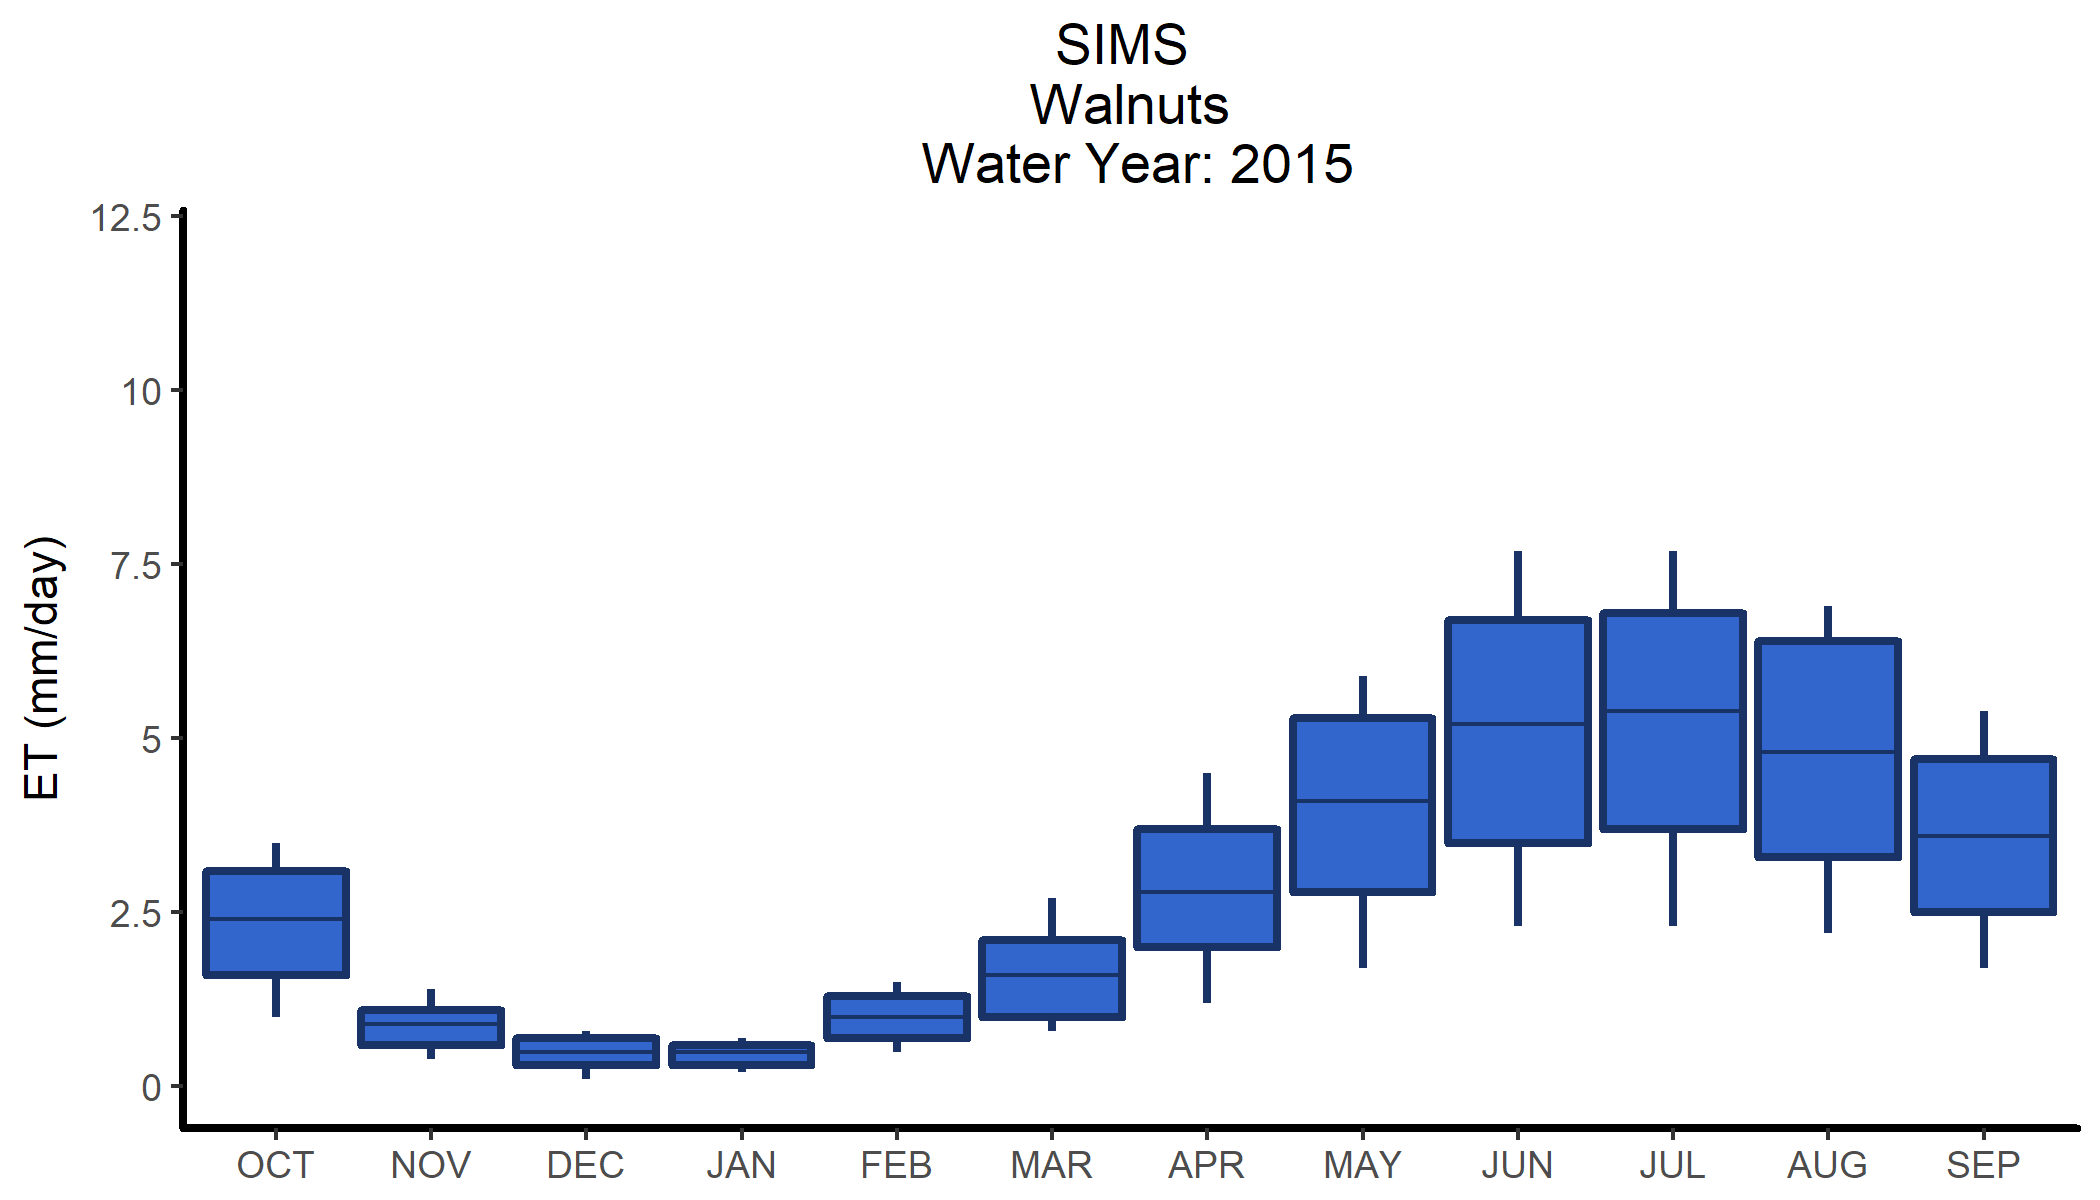 SIMS
Walnuts
Water Year: 2015
ET (mm/day)
12.5
10
7.5
5
2.5
0
OCT NOV DEC JAN FEB MAR APR MAY JUN JUL AUG SEP